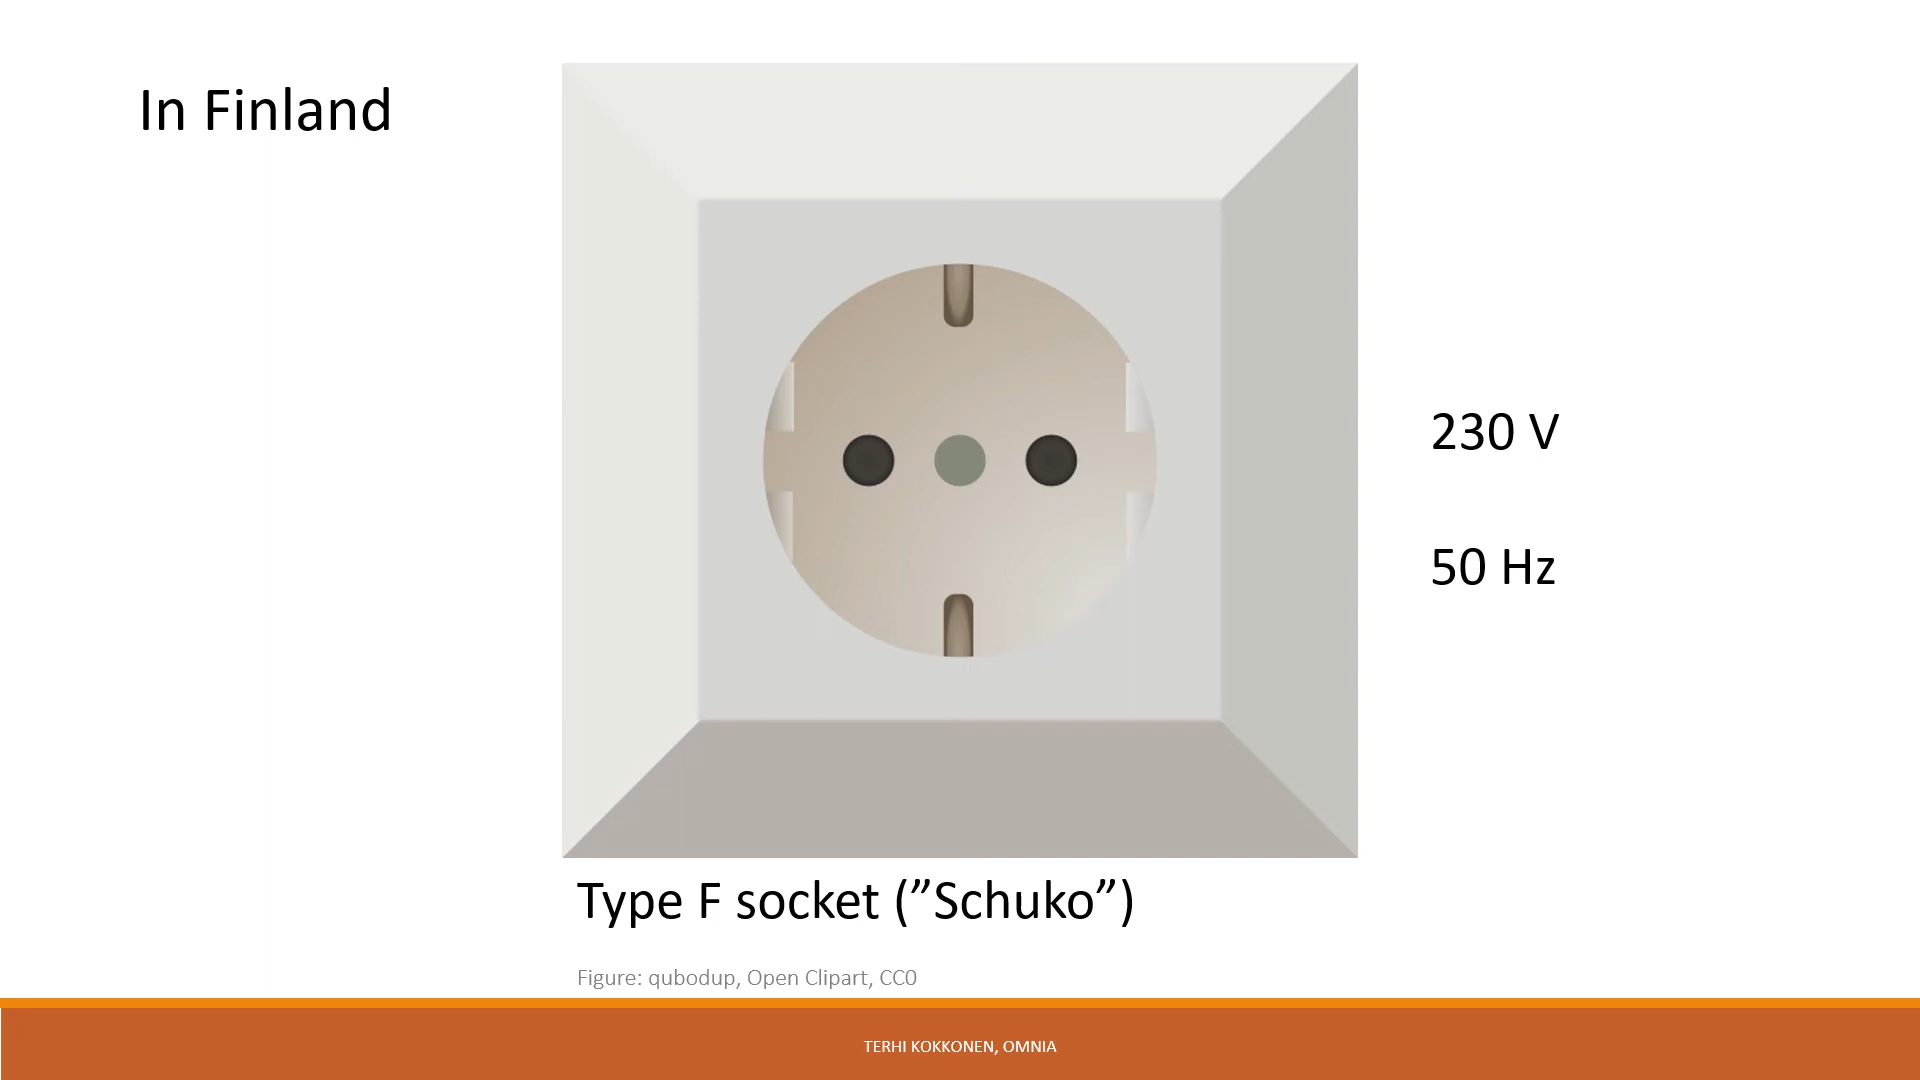 In Finland
230 V
50 Hz
Type F socket (”Schuko”)
Figure: qubodup, Open Clipart, CC0
TERHI KOKKONEN, OMNIA